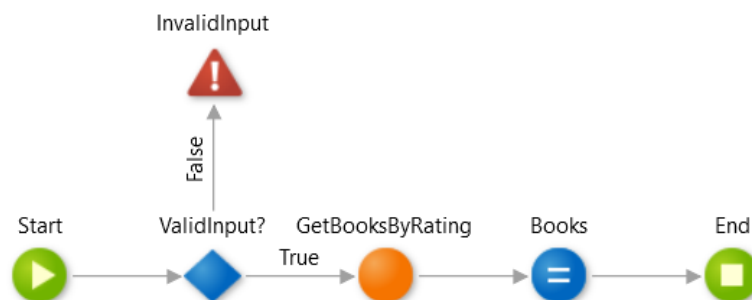 InvalidInput
False
Start
ValidInput?
True
GetBooksByRating
Books
End